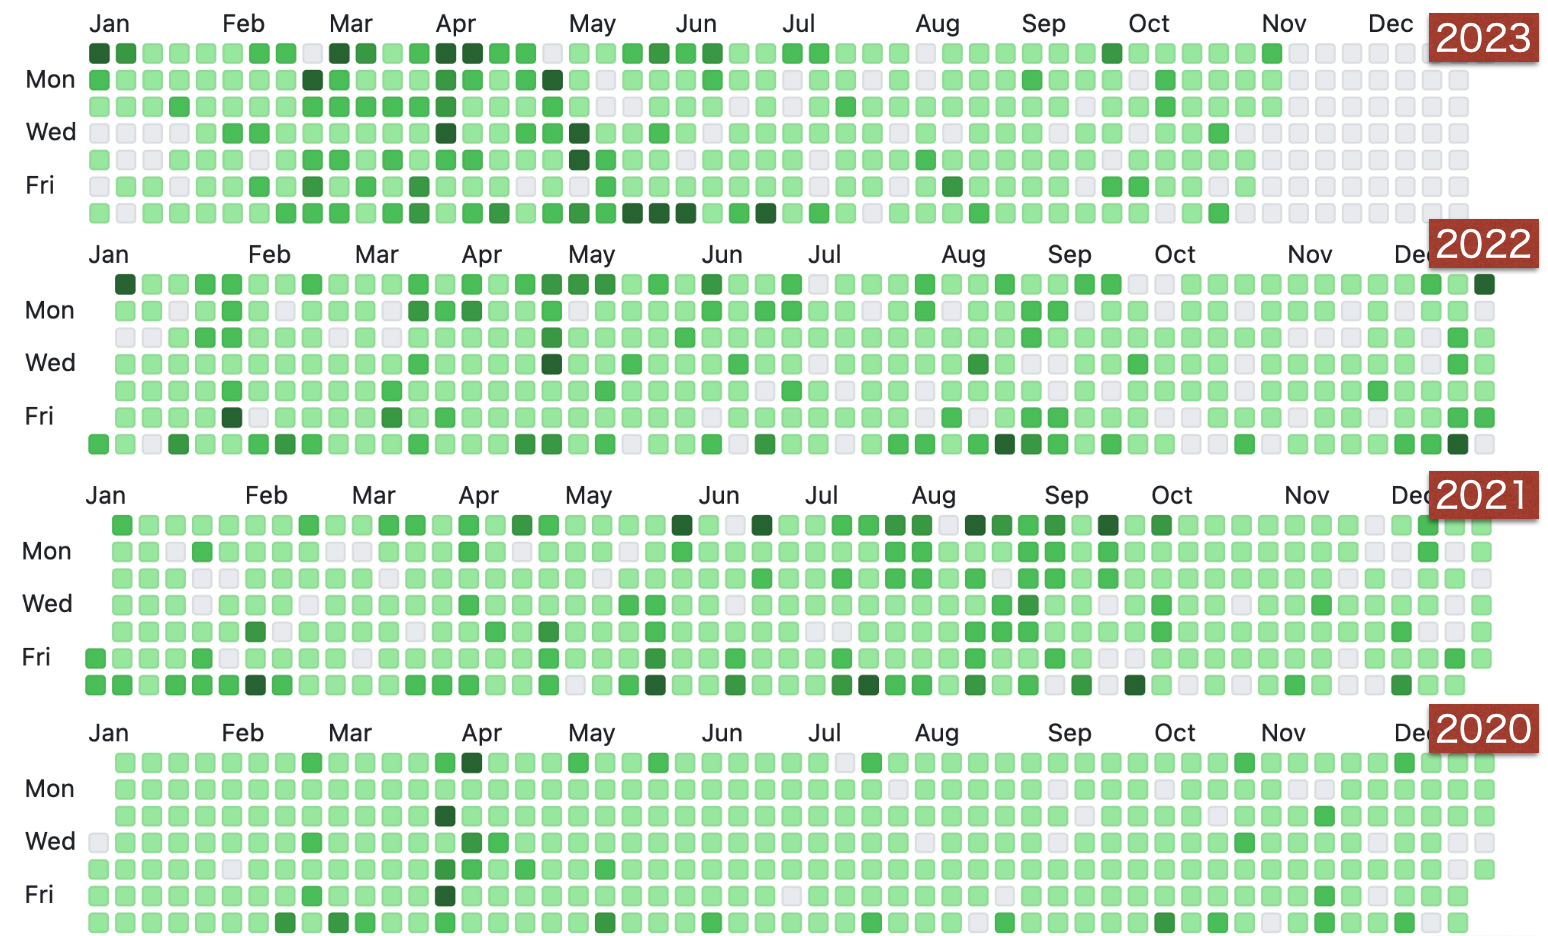 Jan Feb Mar Apr May Jun Jul Aug Sep Oct Nov Dec 2023
Mon
Wed
Fri
Jan Feb Mar Apr May Jun Jul Aug Sep Oct Nov Dec 2022
Mon
Wed
Fri
Jan Feb Mar Apr May Jun Jul Aug Sep Oct Nov Dec 2021
Mon
Wed
Fri
Jan Feb Mar Apr May Jun Jul Aug Sep Oct Nov Dec 2020
Mon
Wed
Fri